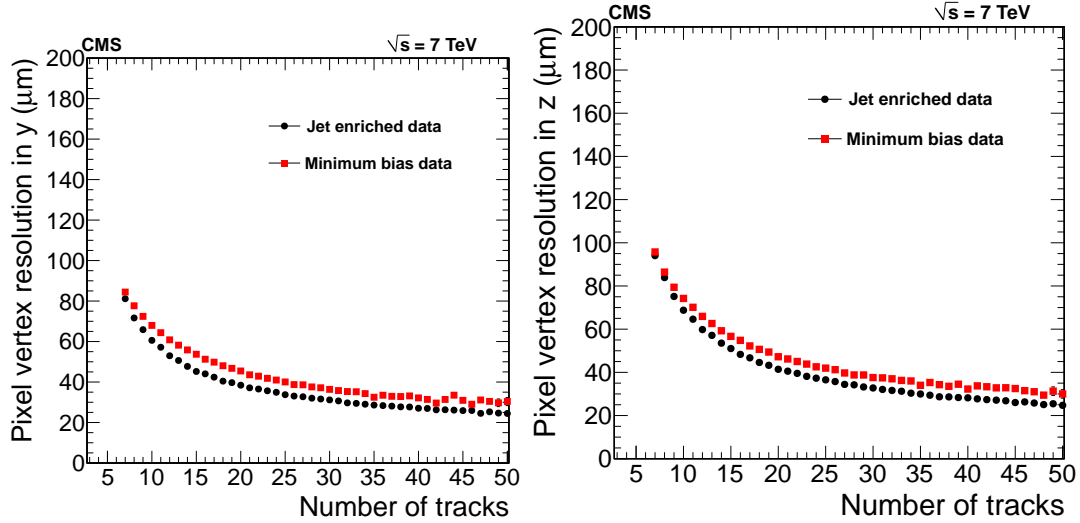 CMS
√s = 7 TeV
Pixel vertex resolution in y (μm)
200
180
160
140
120
100
80
60
40
20
0
Jet enriched data
Minimum bias data
5 10 15 20 25 30 35 40 45 50
Number of tracks
CMS
√s = 7 TeV
Pixel vertex resolution in z (μm)
200
180
160
140
120
100
80
60
40
20
0
Jet enriched data
Minimum bias data
5 10 15 20 25 30 35 40 45 50
Number of tracks